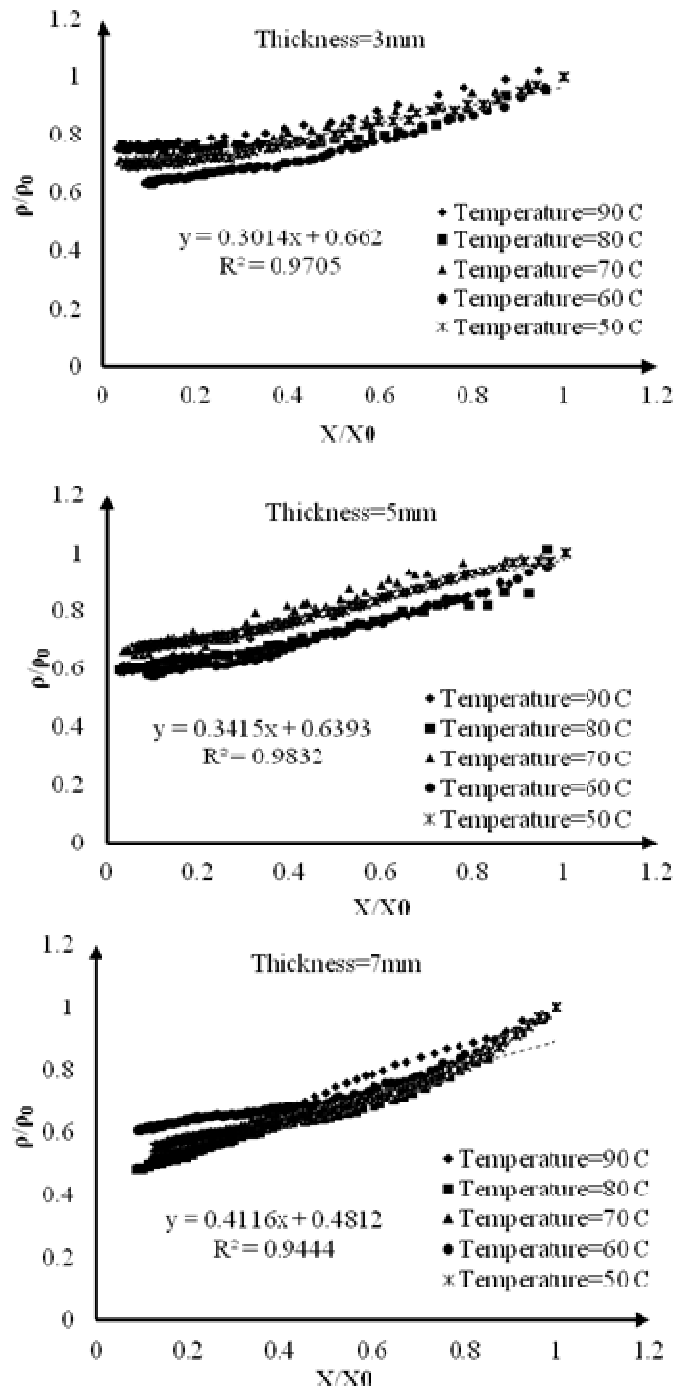 Thickness=3mm
1.2
1
0.8
0.6
0.4
0.2
0
ρ/ρ0
y = 0.3014x + 0.662
R² = 0.9705
Temperature=90 C
Temperature=80 C
Temperature=70 C
Temperature=60 C
Temperature=50 C
0 0.2 0.4 0.6 0.8 1 1.2
X/X0
Thickness=5mm
1.2
1
0.8
0.6
0.4
0.2
0
ρ/ρ0
y = 0.3415x + 0.6393
R² = 0.9832
Temperature=90 C
Temperature=80 C
Temperature=70 C
Temperature=60 C
Temperature=50 C
0 0.2 0.4 0.6 0.8 1 1.2
X/X0
Thickness=7mm
1.2
1
0.8
0.6
0.4
0.2
0
ρ/ρ0
y = 0.4116x + 0.4812
R² = 0.9444
Temperature=90 C
Temperature=80 C
Temperature=70 C
Temperature=60 C
Temperature=50 C
0 0.2 0.4 0.6 0.8 1 1.2
X/X0